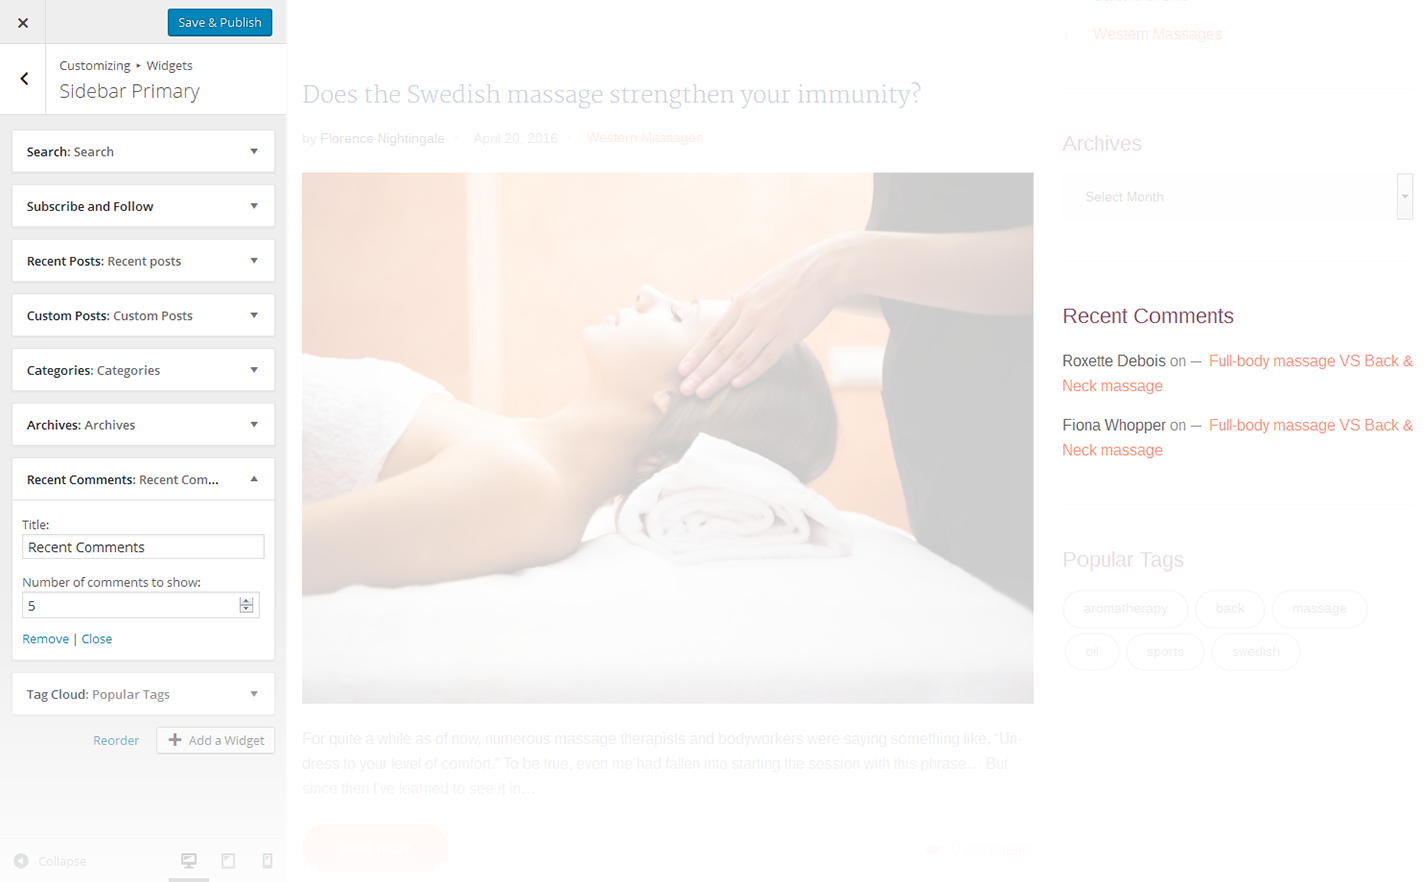 Save & Publish
Customizing ▸ Widgets
Sidebar Primary
Search: Search
Subscribe and Follow
Recent Posts: Recent posts
Custom Posts: Custom Posts
Categories: Categories
Archives: Archives
Recent Comments: Recent Com...
Title:
Recent Comments
Number of comments to show:
5
Remove | Close
Tag Cloud: Popular Tags
Reorder
Add a Widget
Collapse
Does the Swedish massage strengthen your immunity?
by Florence Nightingale
April 20, 2016
Western Massages
For quite a while as of now, numerous massage therapists and bodyworkers were saying something like, “Un-
dress to your level of comfort.” To be true, even me had fallen into starting the session with this phrase… But
since then I've learned to see it in…
0 comments
Western Massages
Archives
Select Month
Recent Comments
Roxette Debois on — Full-body massage VS Back &
Neck massage
Fiona Whopper on — Full-body massage VS Back &
Neck massage
Popular Tags
aromatherapy
back
massage
oil
sports
swedish